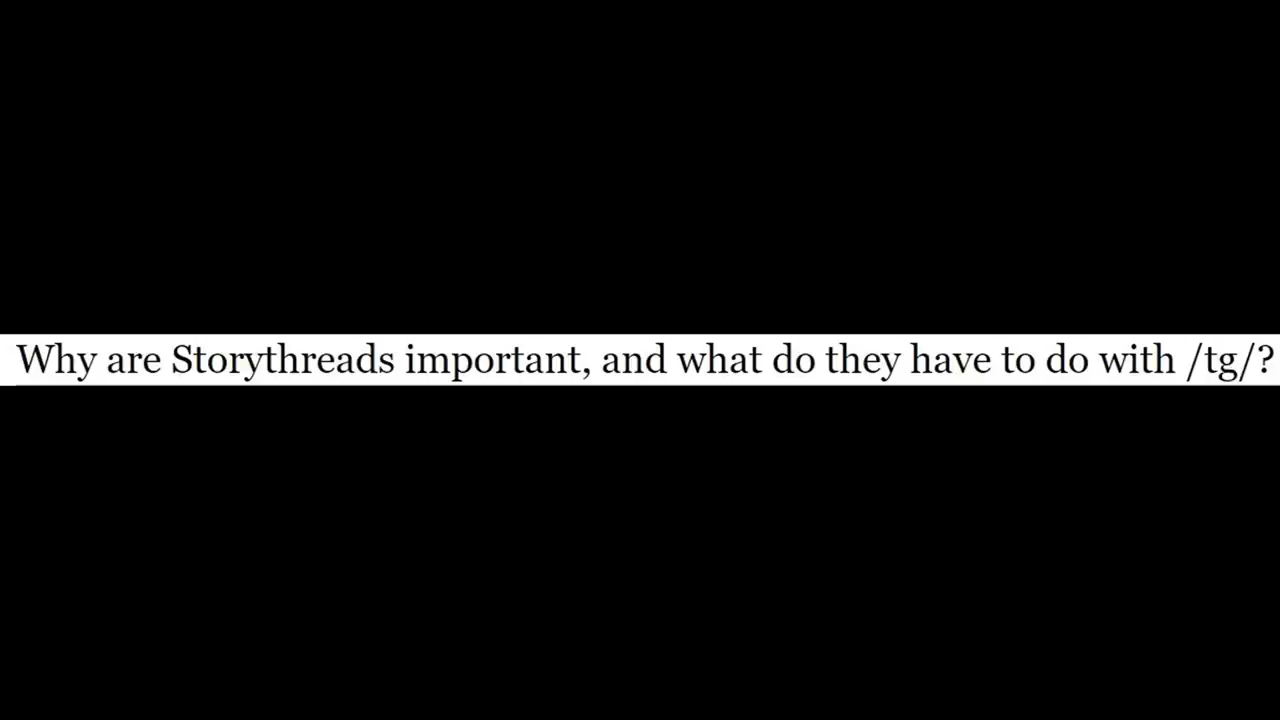 Why are Storythreads important, and what do they have to do with /tg/?